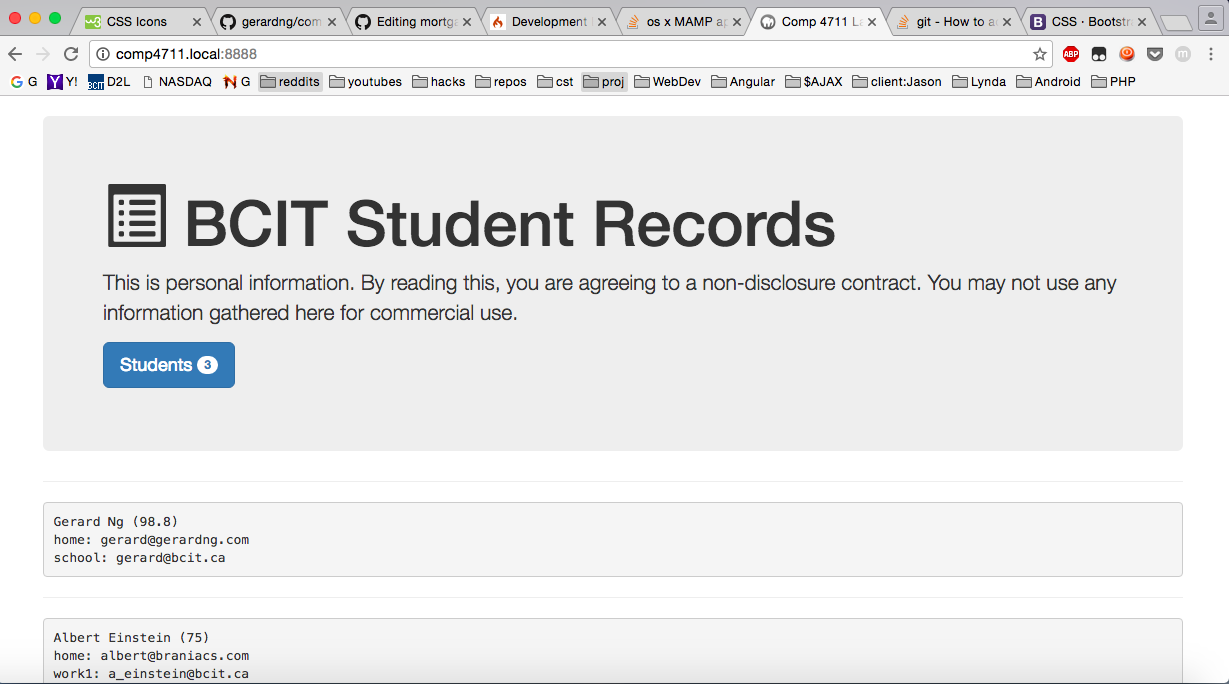 CSS Icons
gerardng/com
Editing mortga
Development
os x MAMP ap
Comp 4711 La
git - How to a
CSS · Bootstr
comp4711.local:8888
ABP
m
G G
Y Y!
BCIT D2L
NASDAQ
N G
reddits
youtubes
hacks
repos
cst
proj
WebDev
Angular
$AJAX
client:Jason
Lynda
Android
PHP
BCIT Student Records
This is personal information. By reading this, you are agreeing to a non-disclosure contract. You may not use any
information gathered here for commercial use.
Students 3
Gerard Ng (98.8)
home: gerard@gerardng.com
school: gerard@bcit.ca
Albert Einstein (75)
home: albert@braniacs.com
work1: a_einstein@bcit.ca